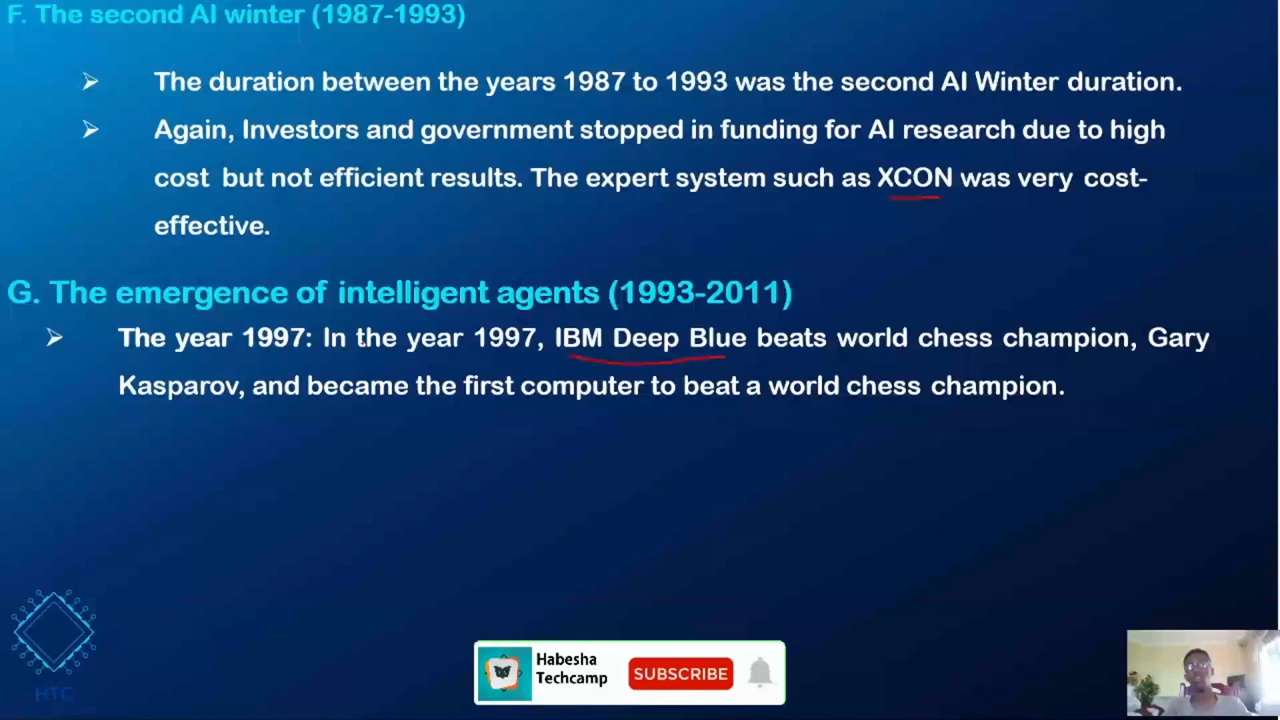 F. The second AI winter (1987-1993)
➢ The duration between the years 1987 to 1993 was the second AI Winter duration.
➢ Again, Investors and government stopped in funding for AI research due to high
cost but not efficient results. The expert system such as XCON was very cost-
effective.
G. The emergence of intelligent agents (1993-2011)
➢ The year 1997: In the year 1997, IBM Deep Blue beats world chess champion, Gary
Kasparov, and became the first computer to beat a world chess champion.
HTC
Habesha
Techcamp
SUBSCRIBE